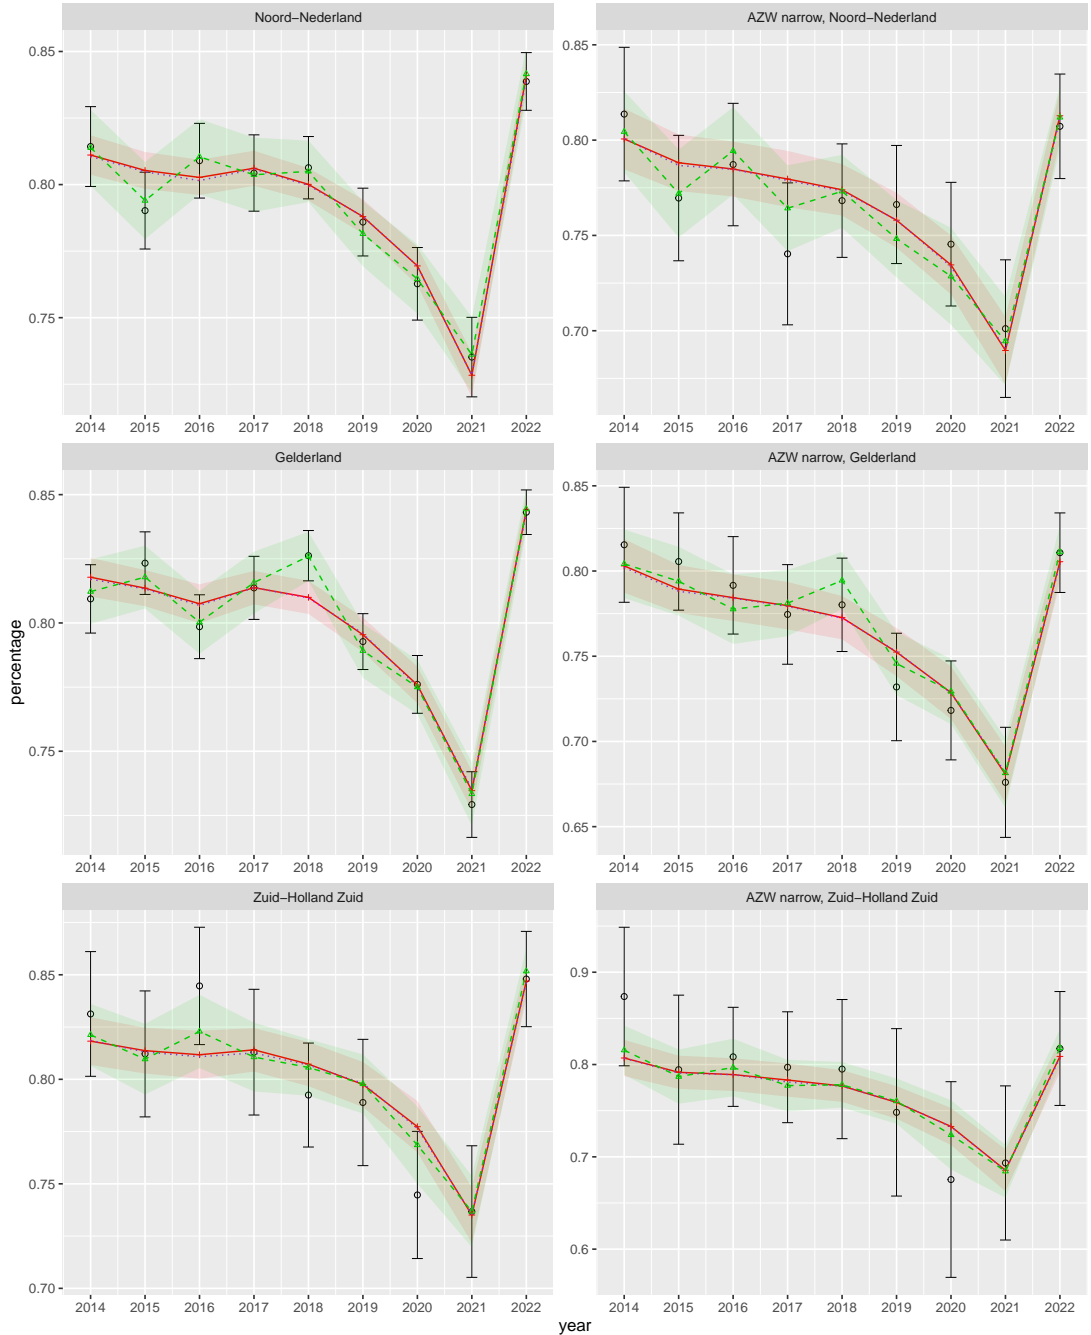 Noord−Nederland
AZW narrow, Noord−Nederland
0.85
0.80
0.75
0.85
0.80
0.75
0.70
2014 2015 2016 2017 2018 2019 2020 2021 2022
2014 2015 2016 2017 2018 2019 2020 2021 2022
Gelderland
AZW narrow, Gelderland
0.85
0.80
0.75
0.85
0.80
0.75
0.70
0.65
percentage
2014 2015 2016 2017 2018 2019 2020 2021 2022
2014 2015 2016 2017 2018 2019 2020 2021 2022
Zuid−Holland Zuid
AZW narrow, Zuid−Holland Zuid
0.85
0.80
0.75
0.70
0.9
0.8
0.7
0.6
2014 2015 2016 2017 2018 2019 2020 2021 2022
2014 2015 2016 2017 2018 2019 2020 2021 2022
year